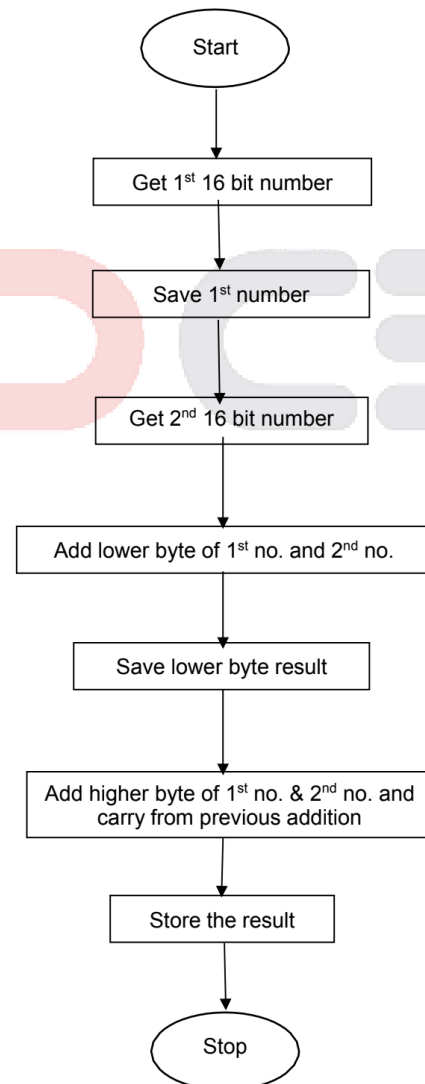 Start
Get 1st 16 bit number
Save 1st number
Get 2nd 16 bit number
Add lower byte of 1st no. and 2nd no.
Save lower byte result
Add higher byte of 1st no. & 2nd no. and
carry from previous addition
Store the result
Stop